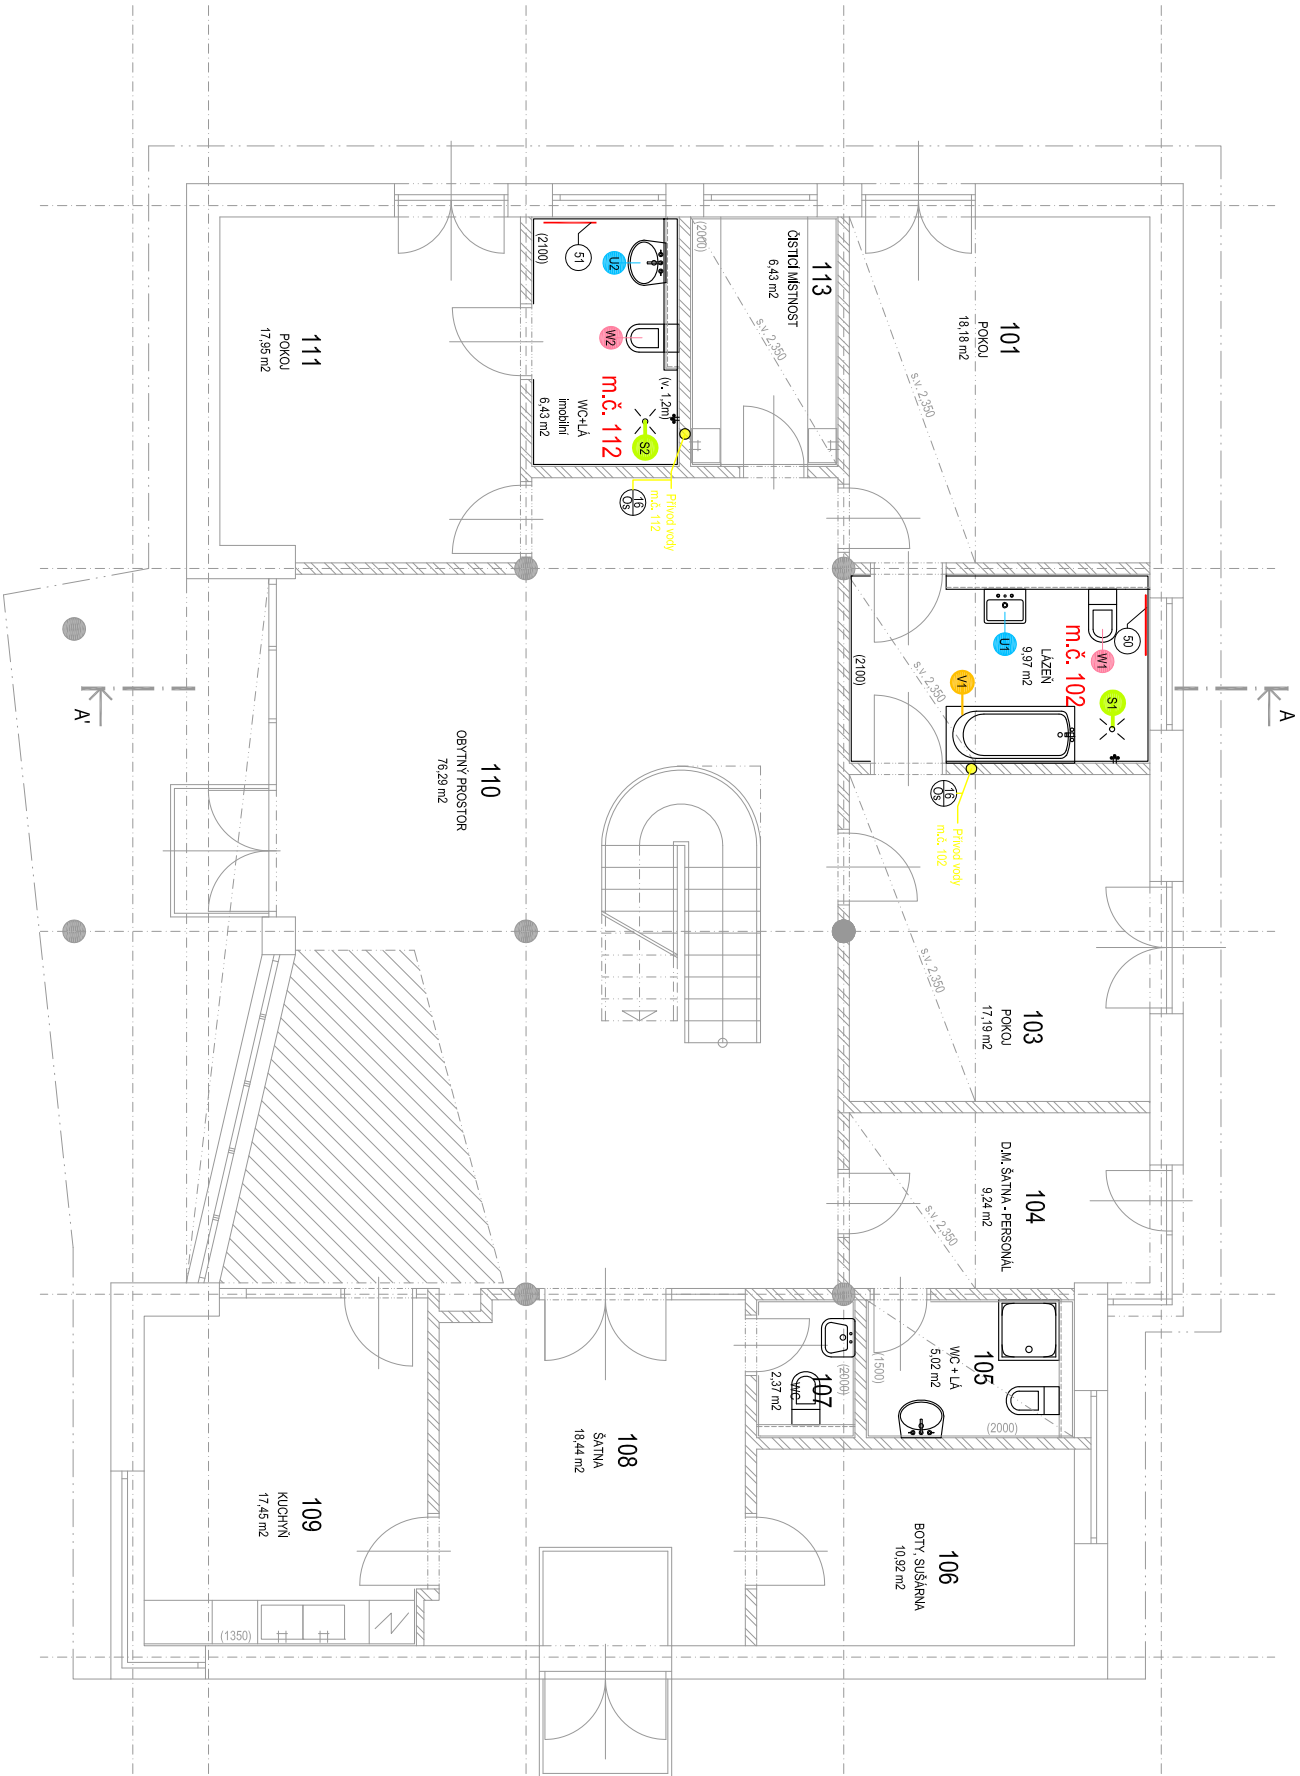 101
POKOJ
18,18 m2
s.v. 2,350
113
ČISTICÍ MÍSTNOST
6,43 m2
s.v. 2,350
(2000)
51
(2100)
U2
W2
m.č. 112
WC+LÁ
imobilní
6,43 m2
(v. 1,2m)
S2
16
Os
Přívod vody
m.č. 112
111
POKOJ
17,95 m2
50
W1
U1
m.č. 102
LÁZEŇ
9,97 m2
s.v. 2,350
V1
S1
(2100)
16
Os
Přívod vody
m.č. 102
A
A'
110
OBYTNÝ PROSTOR
76,29 m2
103
POKOJ
17,19 m2
s.v. 2,350
104
D.M. ŠATNA - PERSONÁL
9,24 m2
s.v. 2,350
105
WC + LÁ
5,02 m2
(1500)
(2000)
107
WC
2,37 m2
(2000)
108
ŠATNA
18,44 m2
109
KUCHYŇ
17,45 m2
(1350)
106
BOTY, SUŠÁRNA
10,92 m2